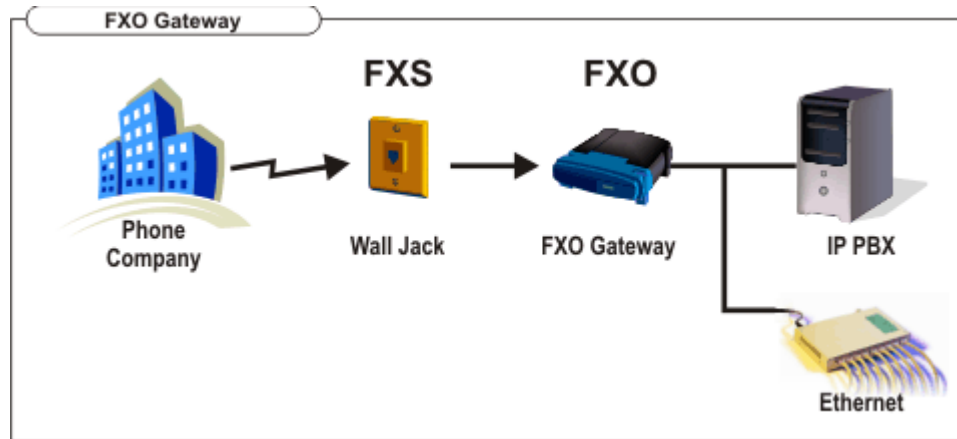 FXO Gateway
FXS
FXO
Phone
Company
Wall Jack
FXO Gateway
IP PBX
Ethernet